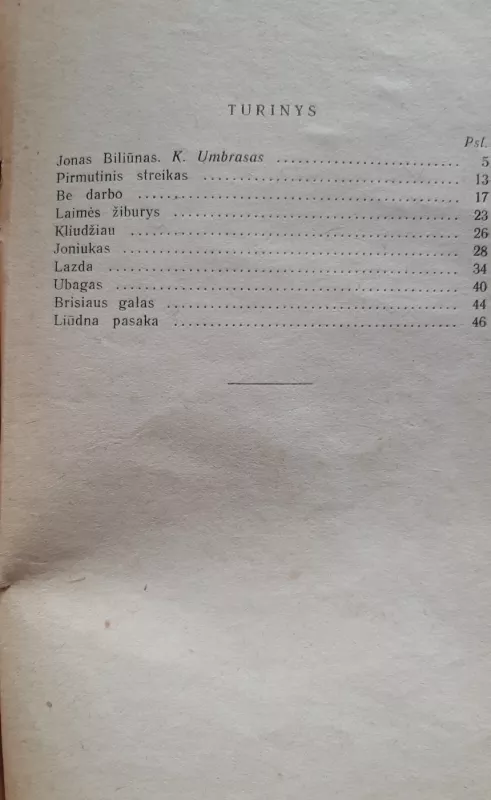 TURINYS
Psl.
Jonas Biliūnas. K. Umbrasas .......................... 5
Pirmutinis streikas .......................... 13
Be darbo .......................... 17
Laimės žiburys .......................... 23
Kliudžiau .......................... 26
Joniukas .......................... 28
Lazda .......................... 34
Ubagas .......................... 40
Brisiaus galas .......................... 44
Liūdna pasaka .......................... 46